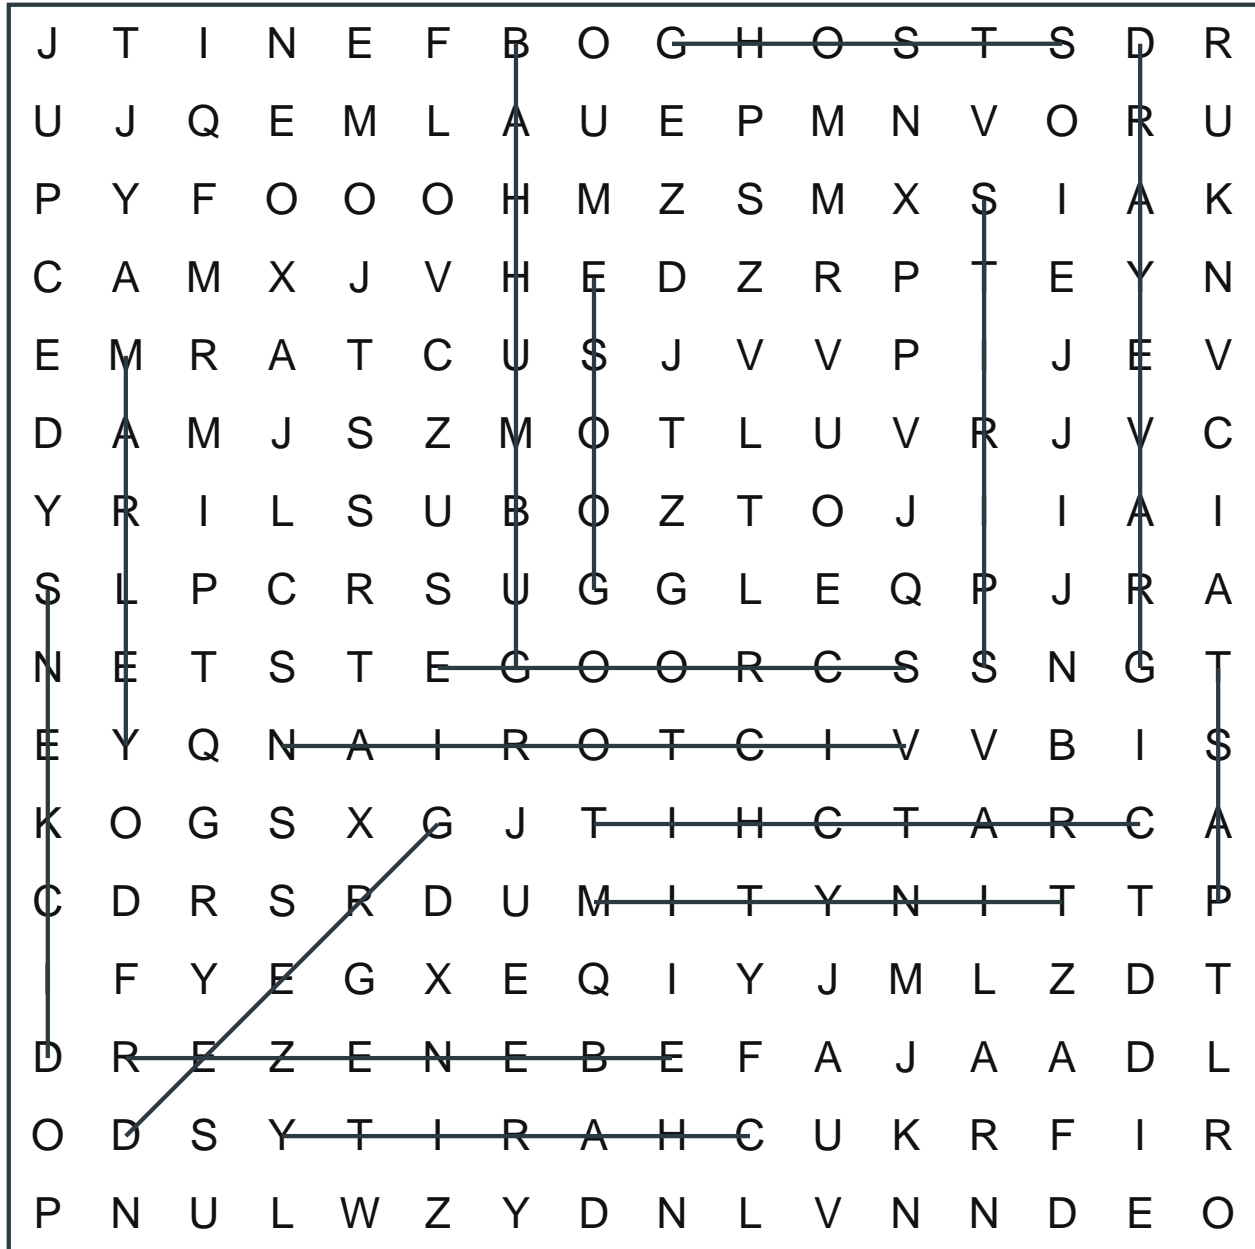 J T I N E F B O G H O S T S D R
U J Q E M L A U E P M N V O R U
P Y F O O O H M Z S M X S I A K
C A M X J V H E D Z R P T E Y N
E M R A T C U S J V V P I J E V
D A M J S Z M O T L U V R J V C
Y R I L S U B O Z T O J I I A I
S L P C R S U G G L E Q P J R A
N E T S T E G O O R C S S N G T
E Y Q N A I R O T C I V V B I S
K O G S X G J T I H C T A R C A
C D R S R D U M I T Y N I T T P
I F Y E G X E Q I Y J M L Z D T
D R E Z E N E B E F A J A A D L
O D S Y T I R A H C U K R F I R
P N U L W Z Y D N L V N N D E O